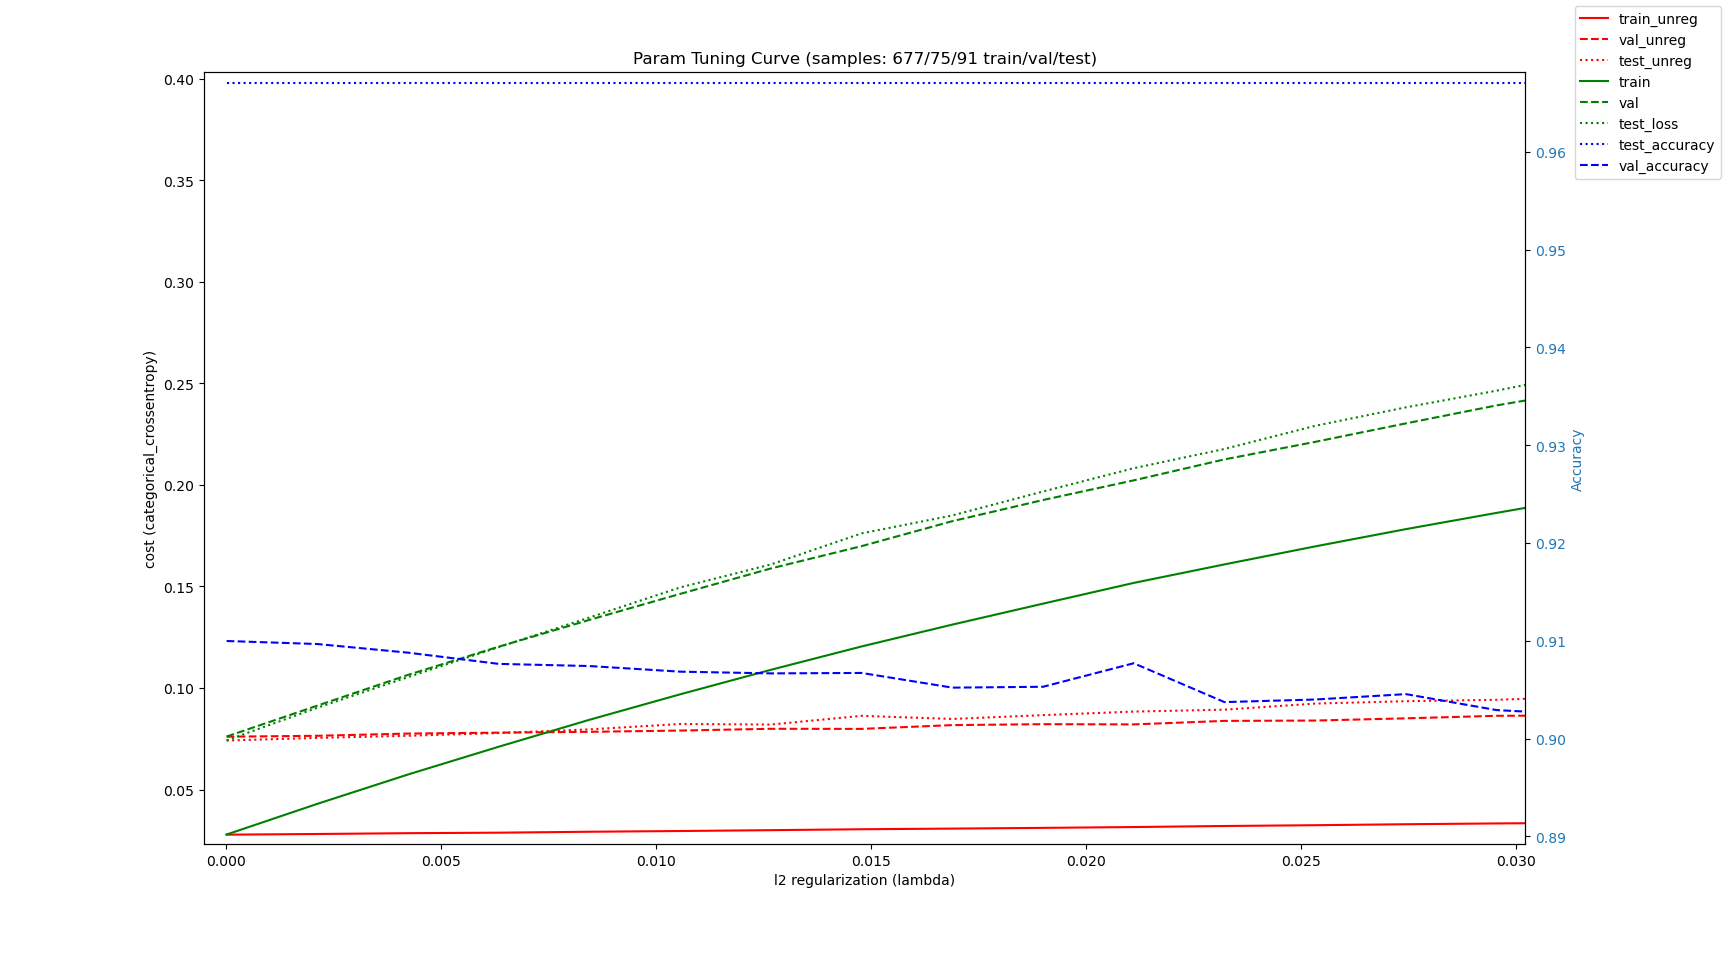 Param Tuning Curve (samples: 677/75/91 train/val/test)
train_unreg
val_unreg
test_unreg
train
val
test_loss
test_accuracy
val_accuracy
cost (categorical_crossentropy)
0.40
0.35
0.30
0.25
0.20
0.15
0.10
0.05
0.96
0.95
0.94
0.93
0.92
0.91
0.90
0.89
Accuracy
0.000
0.005
0.010
0.015
0.020
0.025
0.030
l2 regularization (lambda)